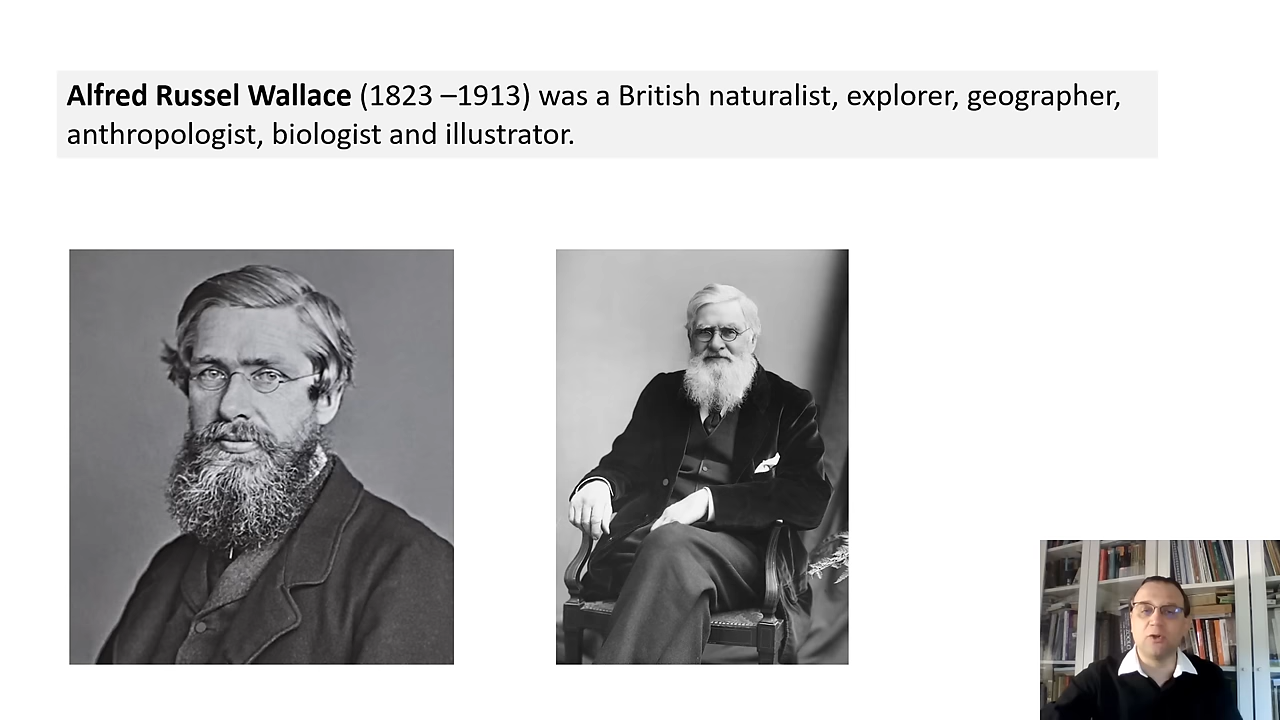 Alfred Russel Wallace (1823 –1913) was a British naturalist, explorer, geographer,
anthropologist, biologist and illustrator.